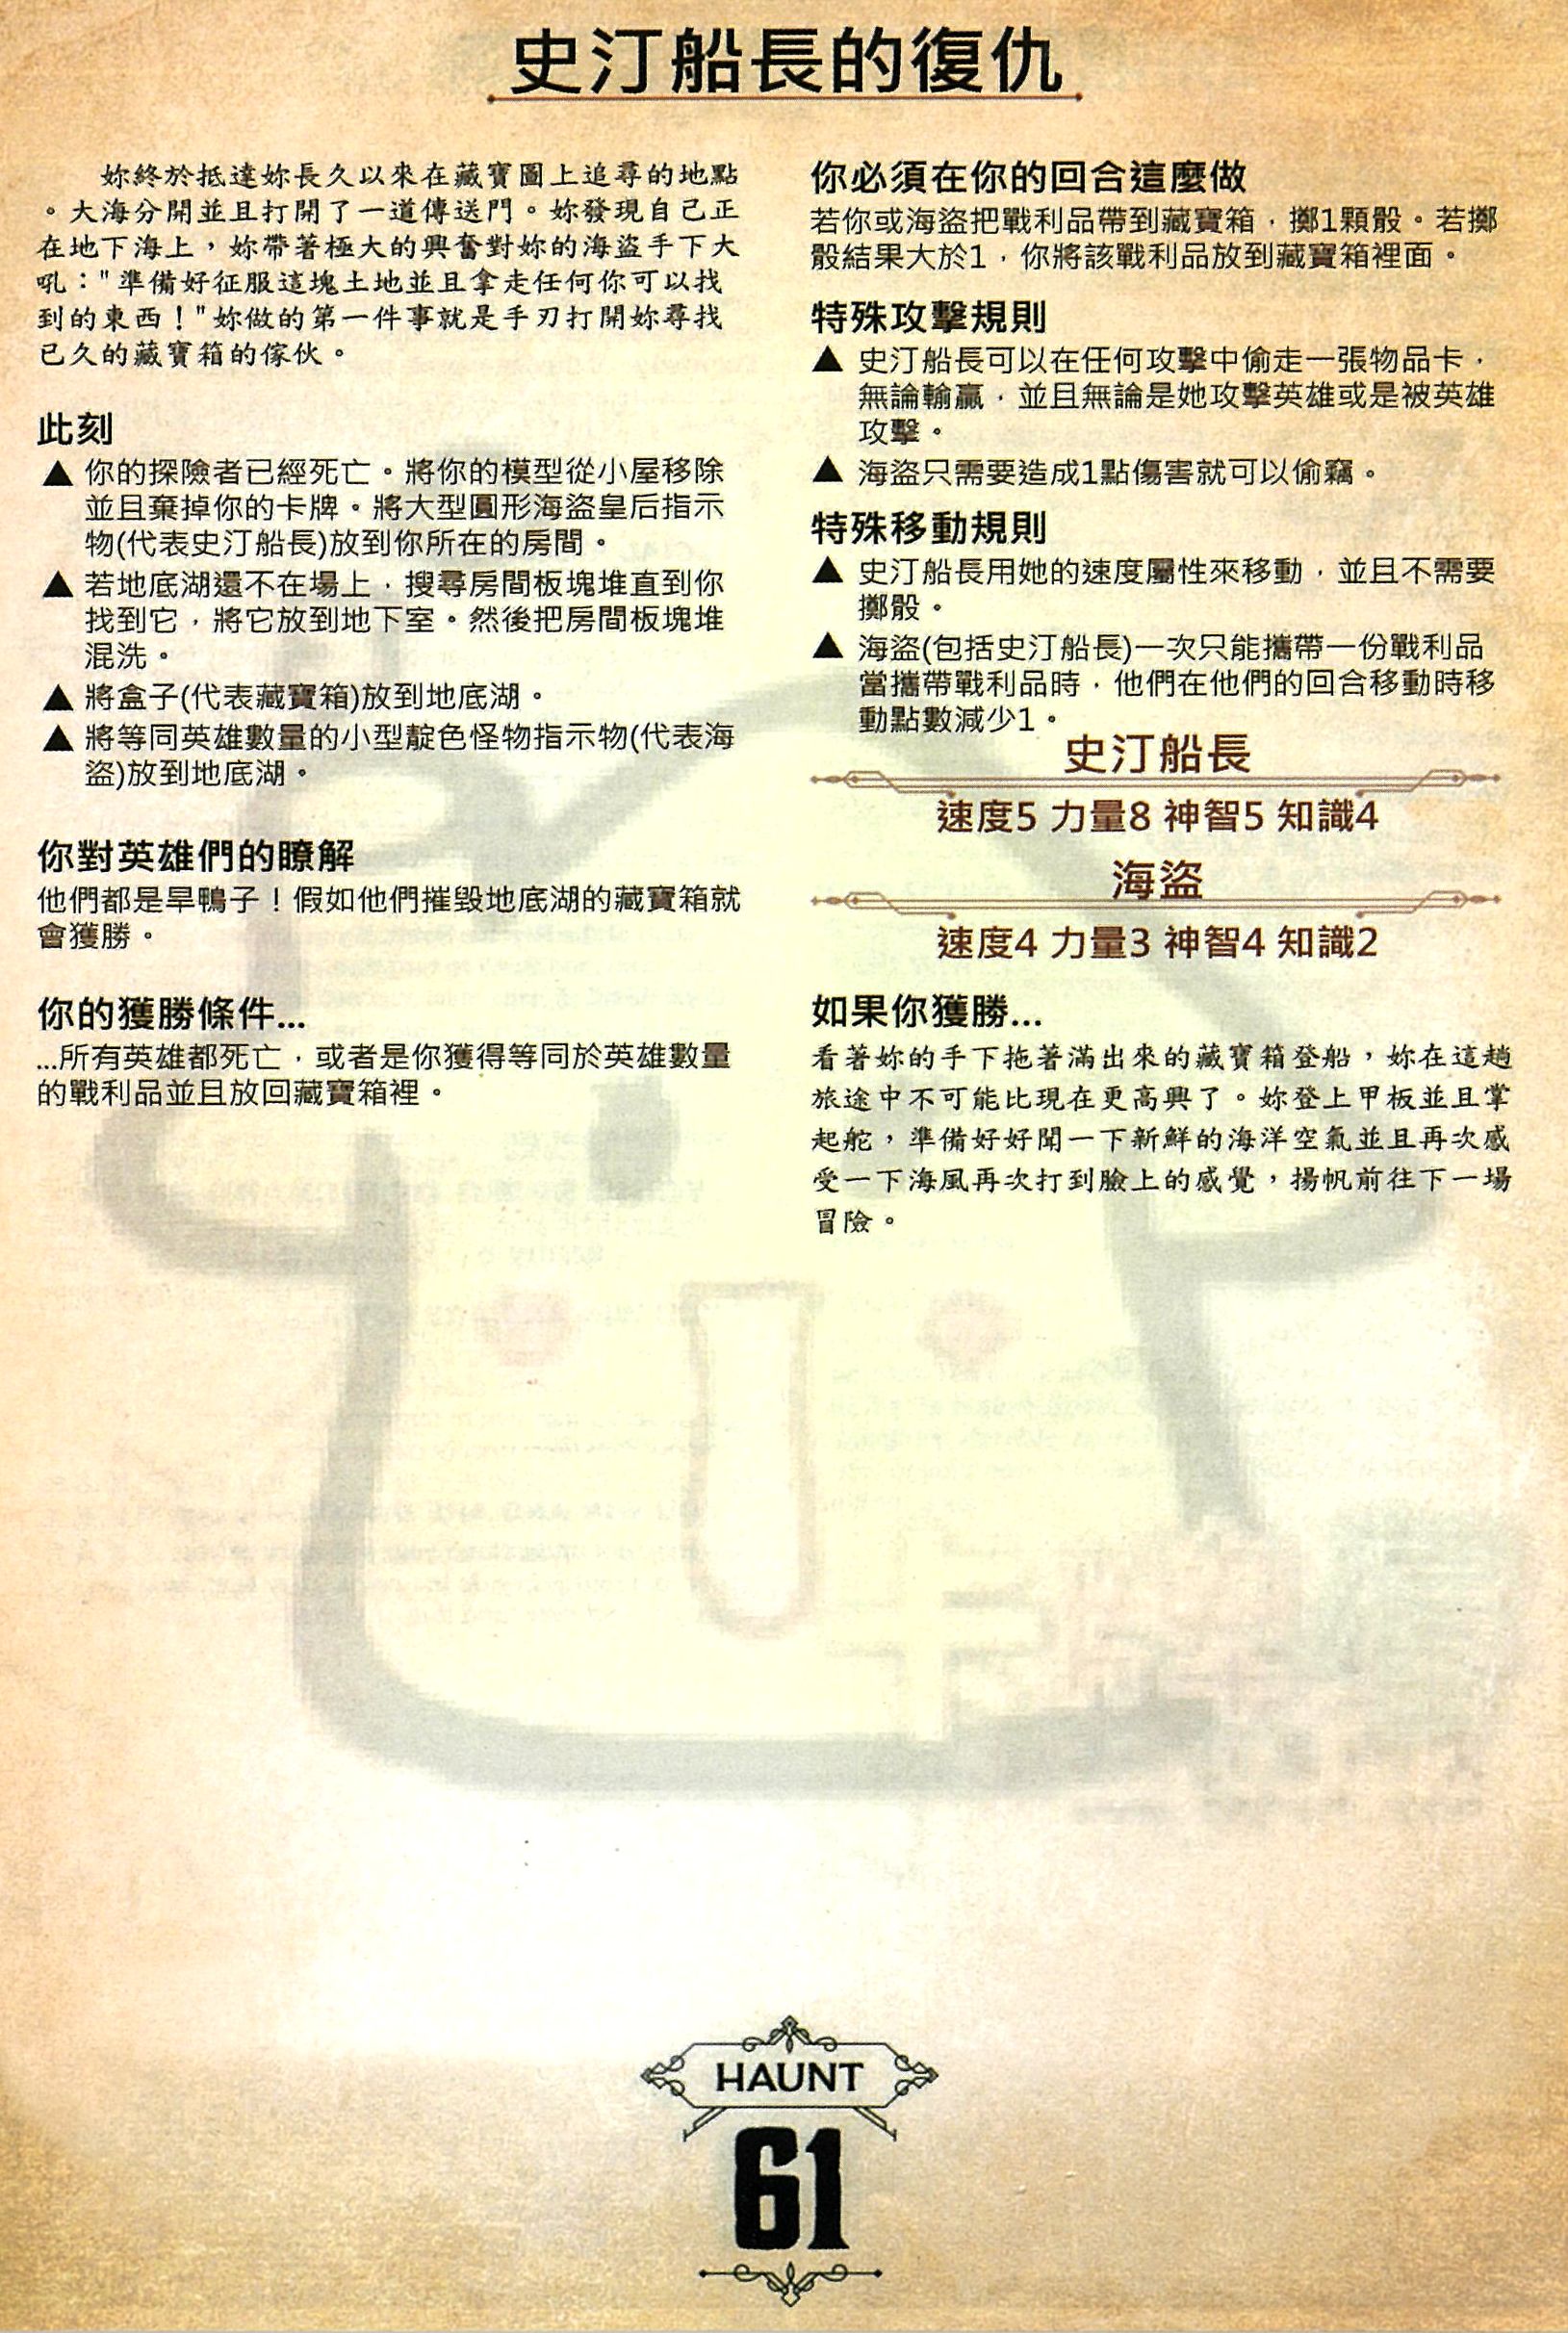 史汀船長的復仇
妳終於抵達妳長久以來在藏寶圖上追尋的地點
。大海分開並且打開了一道傳送門。妳發現自己正
在地下海上，妳帶著極大的興奮對妳的海盜手下大
吼："準備好征服這塊土地並且拿走任何你可以找
到的東西！"妳做的第一件事就是手刃打開妳尋找
已久的藏寶箱的傢伙。
此刻
▲ 你的探險者已經死亡。將你的模型從小屋移除
並且棄掉你的卡牌。將大型圓形海盜皇后指示
物(代表史汀船長)放到你所在的房間。
▲ 若地底湖還不在場上，搜尋房間板塊堆直到你
找到它，將它放到地下室。然後把房間板塊堆
混洗。
▲ 將盒子(代表藏寶箱)放到地底湖。
▲ 將等同英雄數量的小型靛色怪物指示物(代表海
盜)放到地底湖。
你對英雄們的瞭解
他們都是旱鴨子！假如他們摧毀地底湖的藏寶箱就
會獲勝。
你的獲勝條件...
...所有英雄都死亡，或者是你獲得等同於英雄數量
的戰利品並且放回藏寶箱裡。
你必須在你的回合這麼做
若你或海盜把戰利品帶到藏寶箱，擲1顆骰。若擲
骰結果大於1，你將該戰利品放到藏寶箱裡面。
特殊攻擊規則
▲ 史汀船長可以在任何攻擊中偷走一張物品卡，
無論輸贏，並且無論是她攻擊英雄或是被英雄
攻擊。
▲ 海盜只需要造成1點傷害就可以偷竊。
特殊移動規則
▲ 史汀船長用她的速度屬性來移動，並且不需要
擲骰。
▲ 海盜(包括史汀船長)一次只能攜帶一份戰利品
當攜帶戰利品時，他們在他們的回合移動時移
動點數減少1。
史汀船長
速度5 力量8 神智5 知識4
海盜
速度4 力量3 神智4 知識2
如果你獲勝...
看著妳的手下拖著滿出來的藏寶箱登船，妳在這趟
旅途中不可能比現在更高興了。妳登上甲板並且掌
起舵，準備好好聞一下新鮮的海洋空氣並且再次感
受一下海風再次打到臉上的感覺，揚帆前往下一場
冒險。
HAUNT
61